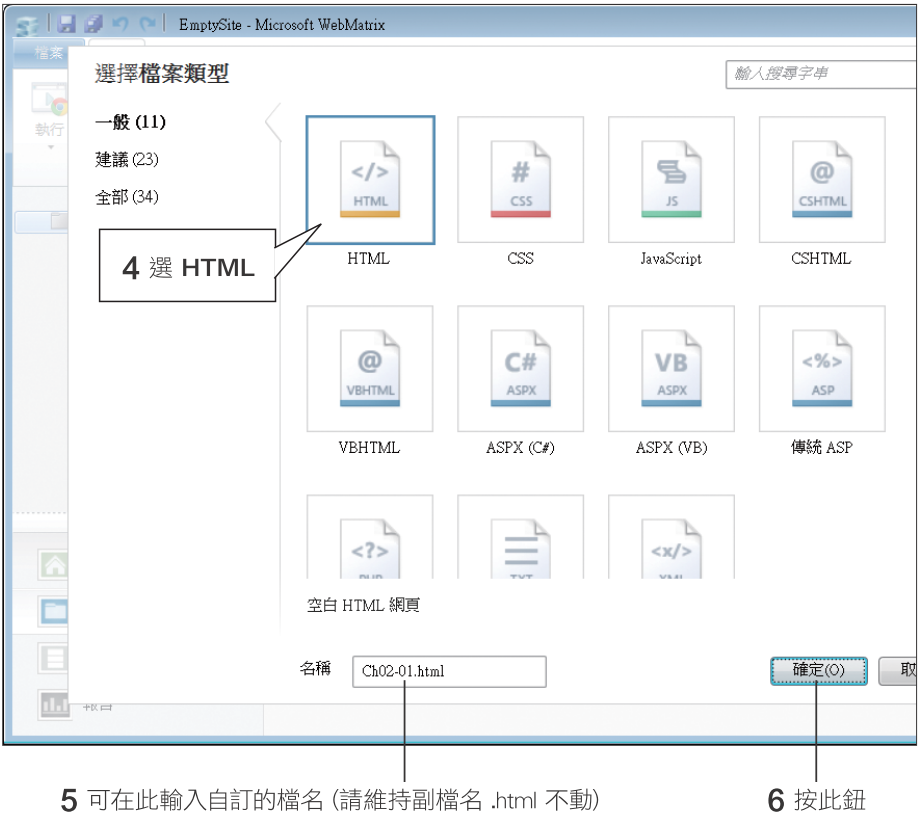 EmptySite - Microsoft WebMatrix
檔案
選擇檔案類型
輸入搜尋字串
執行
一般 (11)
建議 (23)
全部 (34)
4 選 HTML
</>
HTML
HTML
#
CSS
CSS
JS
JavaScript
@
CSHTML
CSHTML
@
VBHTML
VBHTML
C#
ASPX
ASPX (C#)
VB
ASPX
ASPX (VB)
<%>
ASP
傳統 ASP
<?>
PHP
TXT
<x/>
XML
空白 HTML 網頁
名稱
Ch02-01.html
確定(O)
取
報告
5 可在此輸入自訂的檔名 (請維持副檔名 .html 不動)
6 按此鈕